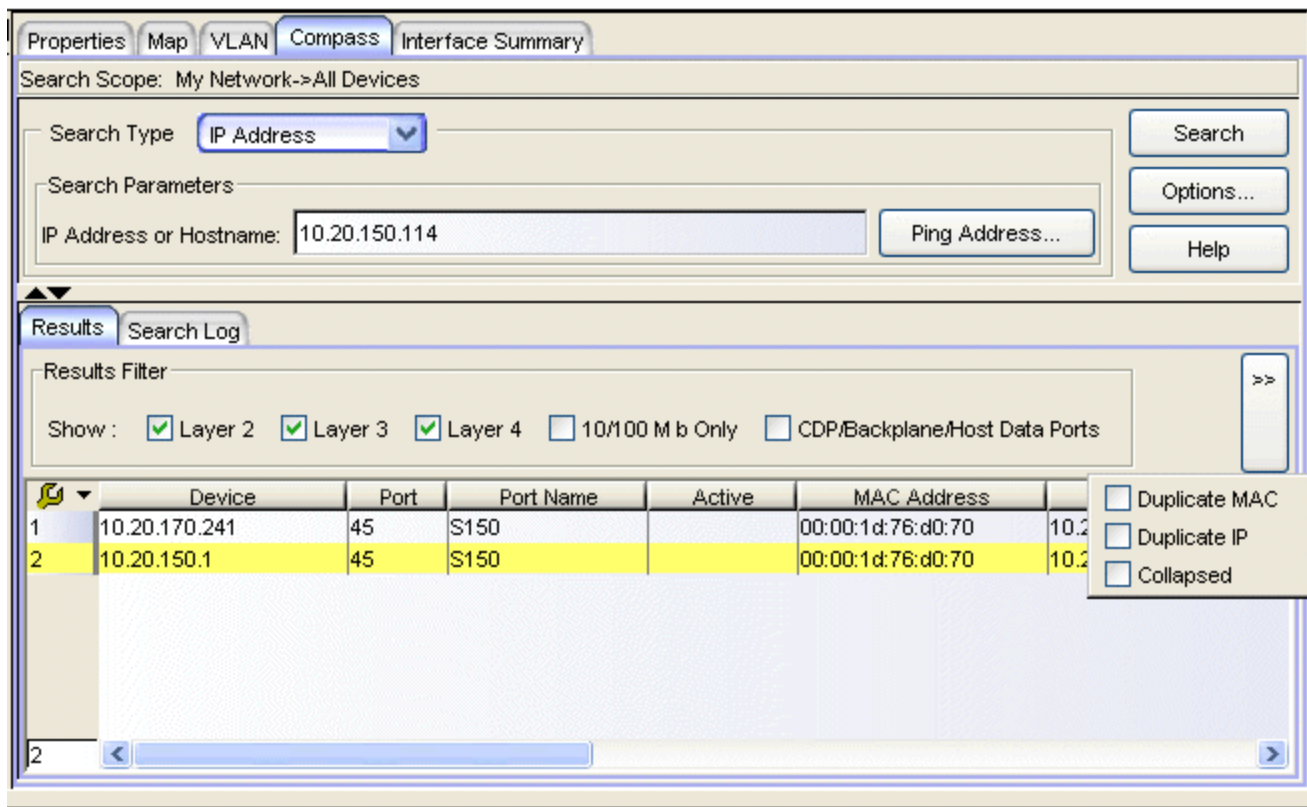 Properties Map VLAN Compass Interface Summary
Search Scope: My Network->All Devices
Search Type IP Address
Search
Search Parameters
Options...
IP Address or Hostname: 10.20.150.114 Ping Address...
Help
Results Search Log
Results Filter
>>
Show : Layer 2 Layer 3 Layer 4 10/100 M b Only CDP/Backplane/Host Data Ports
Device Port Port Name Active MAC Address
Duplicate MAC
1 10.20.170.241 45 S150 00:00:1d:76:d0:70 10.2
Duplicate IP
2 10.20.150.1 45 S150 00:00:1d:76:d0:70 10.2
Collapsed
2